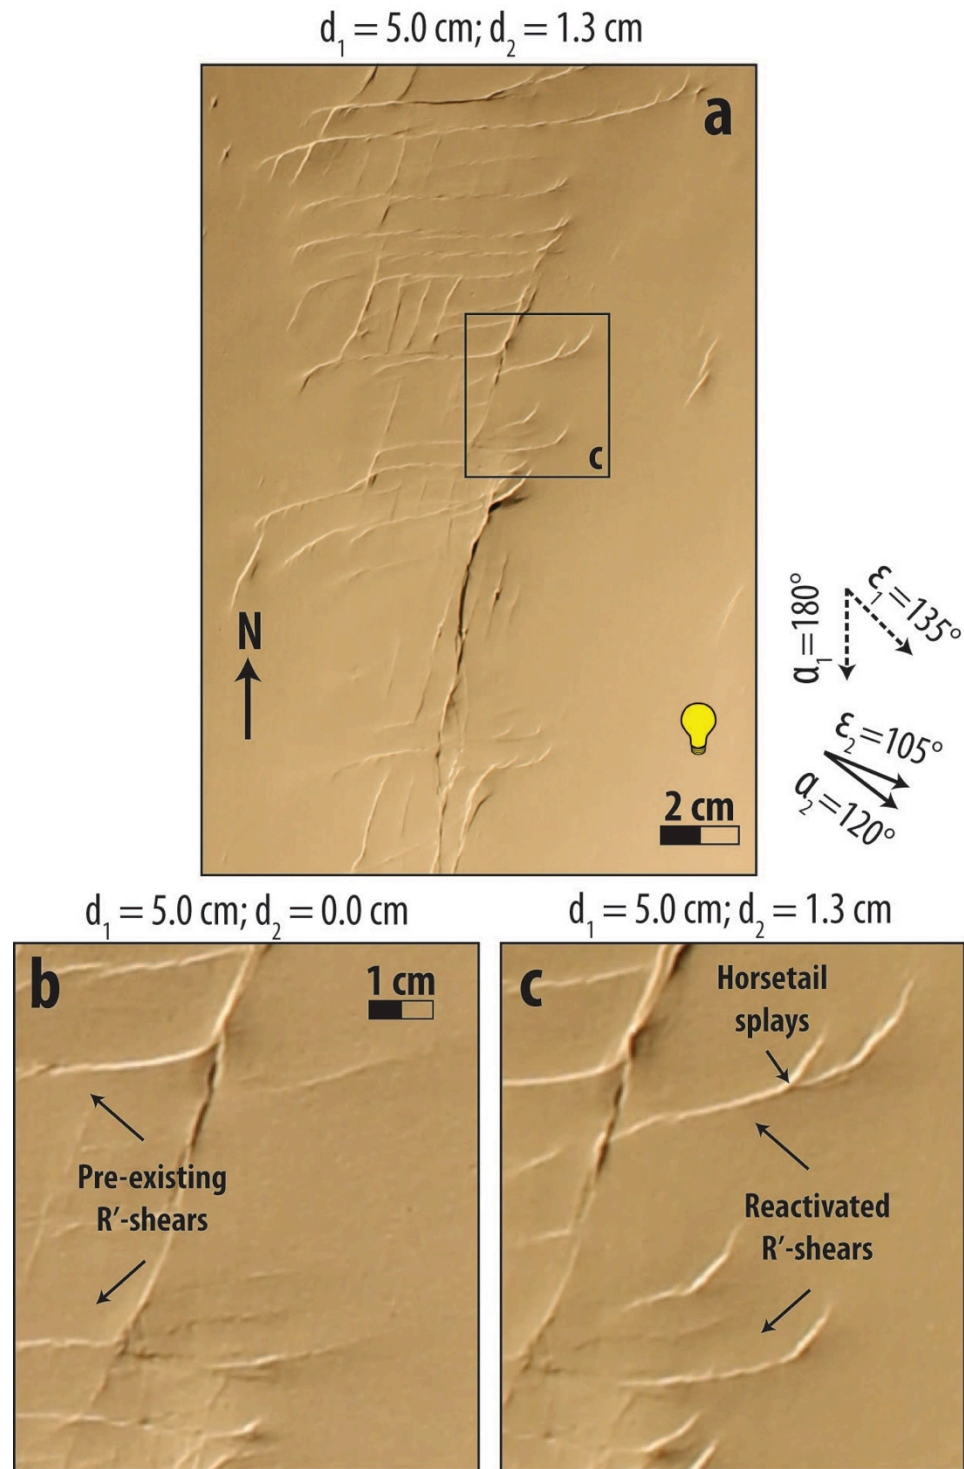 d₁ = 5.0 cm; d₂ = 1.3 cm
a
c
N
2 cm
α₁=180°
ε₁=135°
ε₂=105°
α₂=120°
d₁ = 5.0 cm; d₂ = 0.0 cm
d₁ = 5.0 cm; d₂ = 1.3 cm
b
1 cm
Pre-existing
R′-shears
c
Horsetail
splays
Reactivated
R′-shears